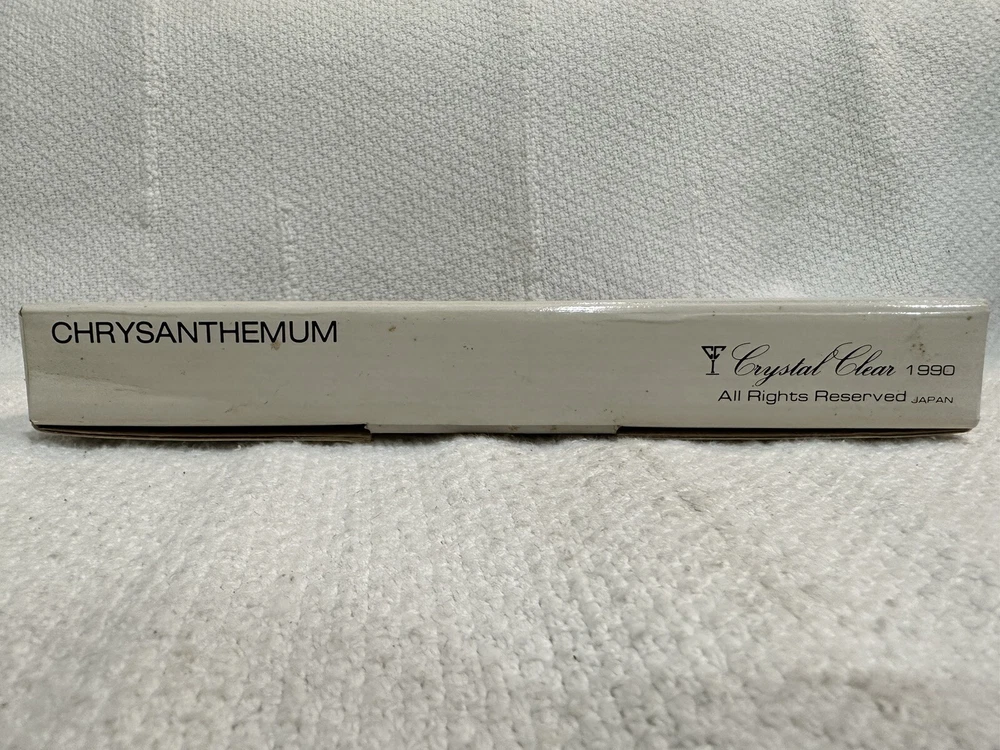 CHRYSANTHEMUM
Crystal Clear 1990
All Rights Reserved JAPAN